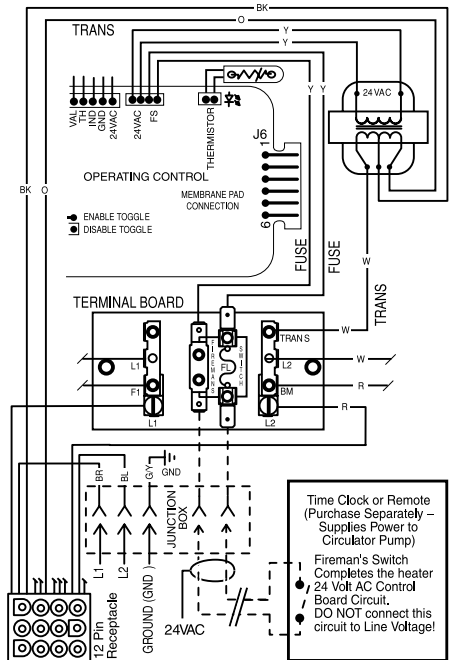 BK
O
TRANS
Y
Y
24 VAC
VAL
TH
IND
GND
24VAC
24VAC
FS
THERMISTOR
Y
Y
J6
1
OPERATING CONTROL
MEMBRANE PAD
CONNECTION
BK
O
ENABLE TOGGLE
DISABLE TOGGLE
6
FUSE
FUSE
W
TRANS
TERMINAL BOARD
TRANS
W
L1
FIREMANS
SWITCH
FL
L2
W
F1
BM
R
L1
L2
R
BR
BL
G/Y
GND
JUNCTION
BOX
L1
L2
GROUND (GND)
24VAC
12 Pin
Receptacle
Time Clock or Remote
(Purchase Separately –
Supplies Power to
Circulator Pump)
Fireman's Switch
Completes the heater
24 Volt AC Control
Board Circuit.
DO NOT connect this
circuit to Line Voltage!